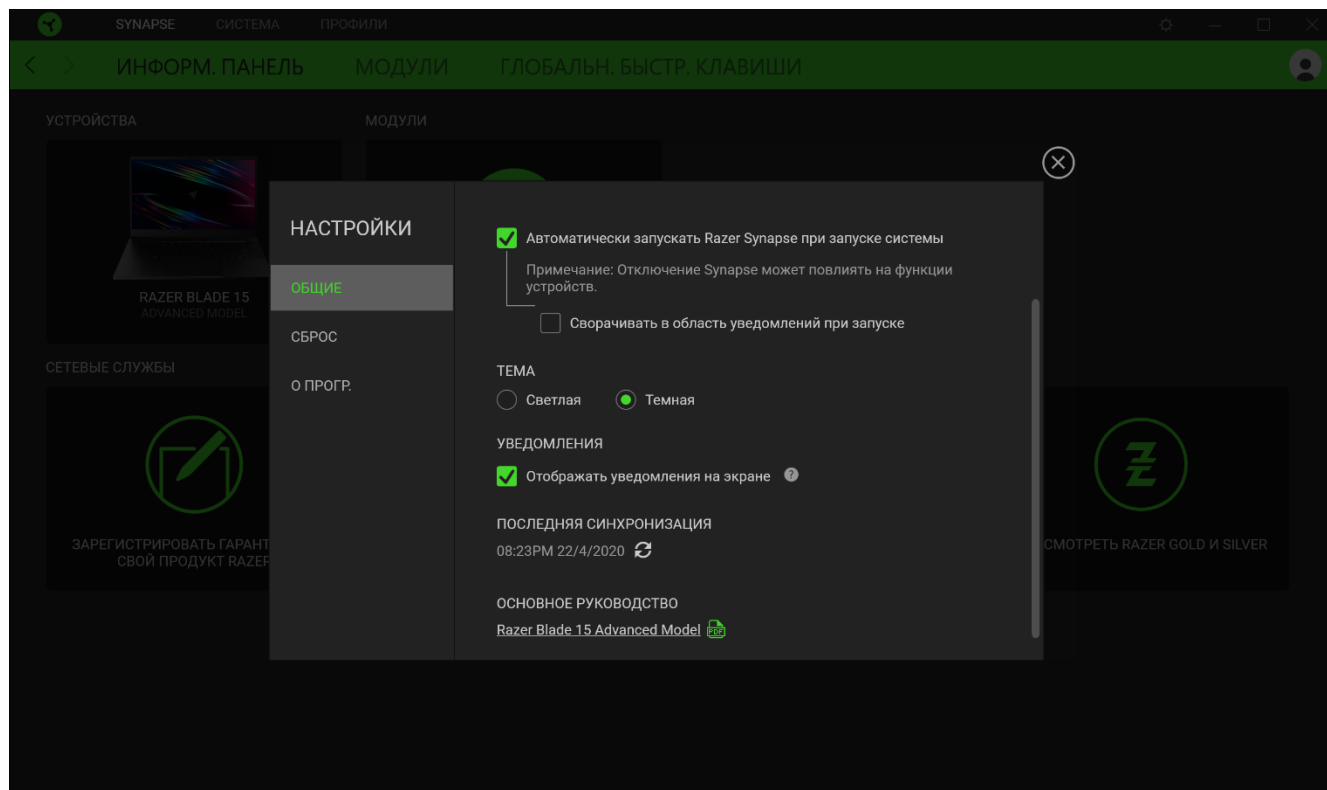 SYNAPSE СИСТЕМА ПРОФИЛИ
ИНФОРМ. ПАНЕЛЬ МОДУЛИ ГЛОБАЛЬН. БЫСТР. КЛАВИШИ
УСТРОЙСТВА МОДУЛИ
RAZER BLADE 15
ADVANCED MODEL
СЕТЕВЫЕ СЛУЖБЫ
ЗАРЕГИСТРИРОВАТЬ ГАРАНТ
СВОЙ ПРОДУКТ RAZER
СМОТРЕТЬ RAZER GOLD И SILVER
НАСТРОЙКИ
ОБЩИЕ
СБРОС
О ПРОГР.
Автоматически запускать Razer Synapse при запуске системы
Примечание: Отключение Synapse может повлиять на функции
устройств.
Сворачивать в область уведомлений при запуске
ТЕМА
Светлая Темная
УВЕДОМЛЕНИЯ
Отображать уведомления на экране ?
ПОСЛЕДНЯЯ СИНХРОНИЗАЦИЯ
08:23PM 22/4/2020
ОСНОВНОЕ РУКОВОДСТВО
Razer Blade 15 Advanced Model PDF